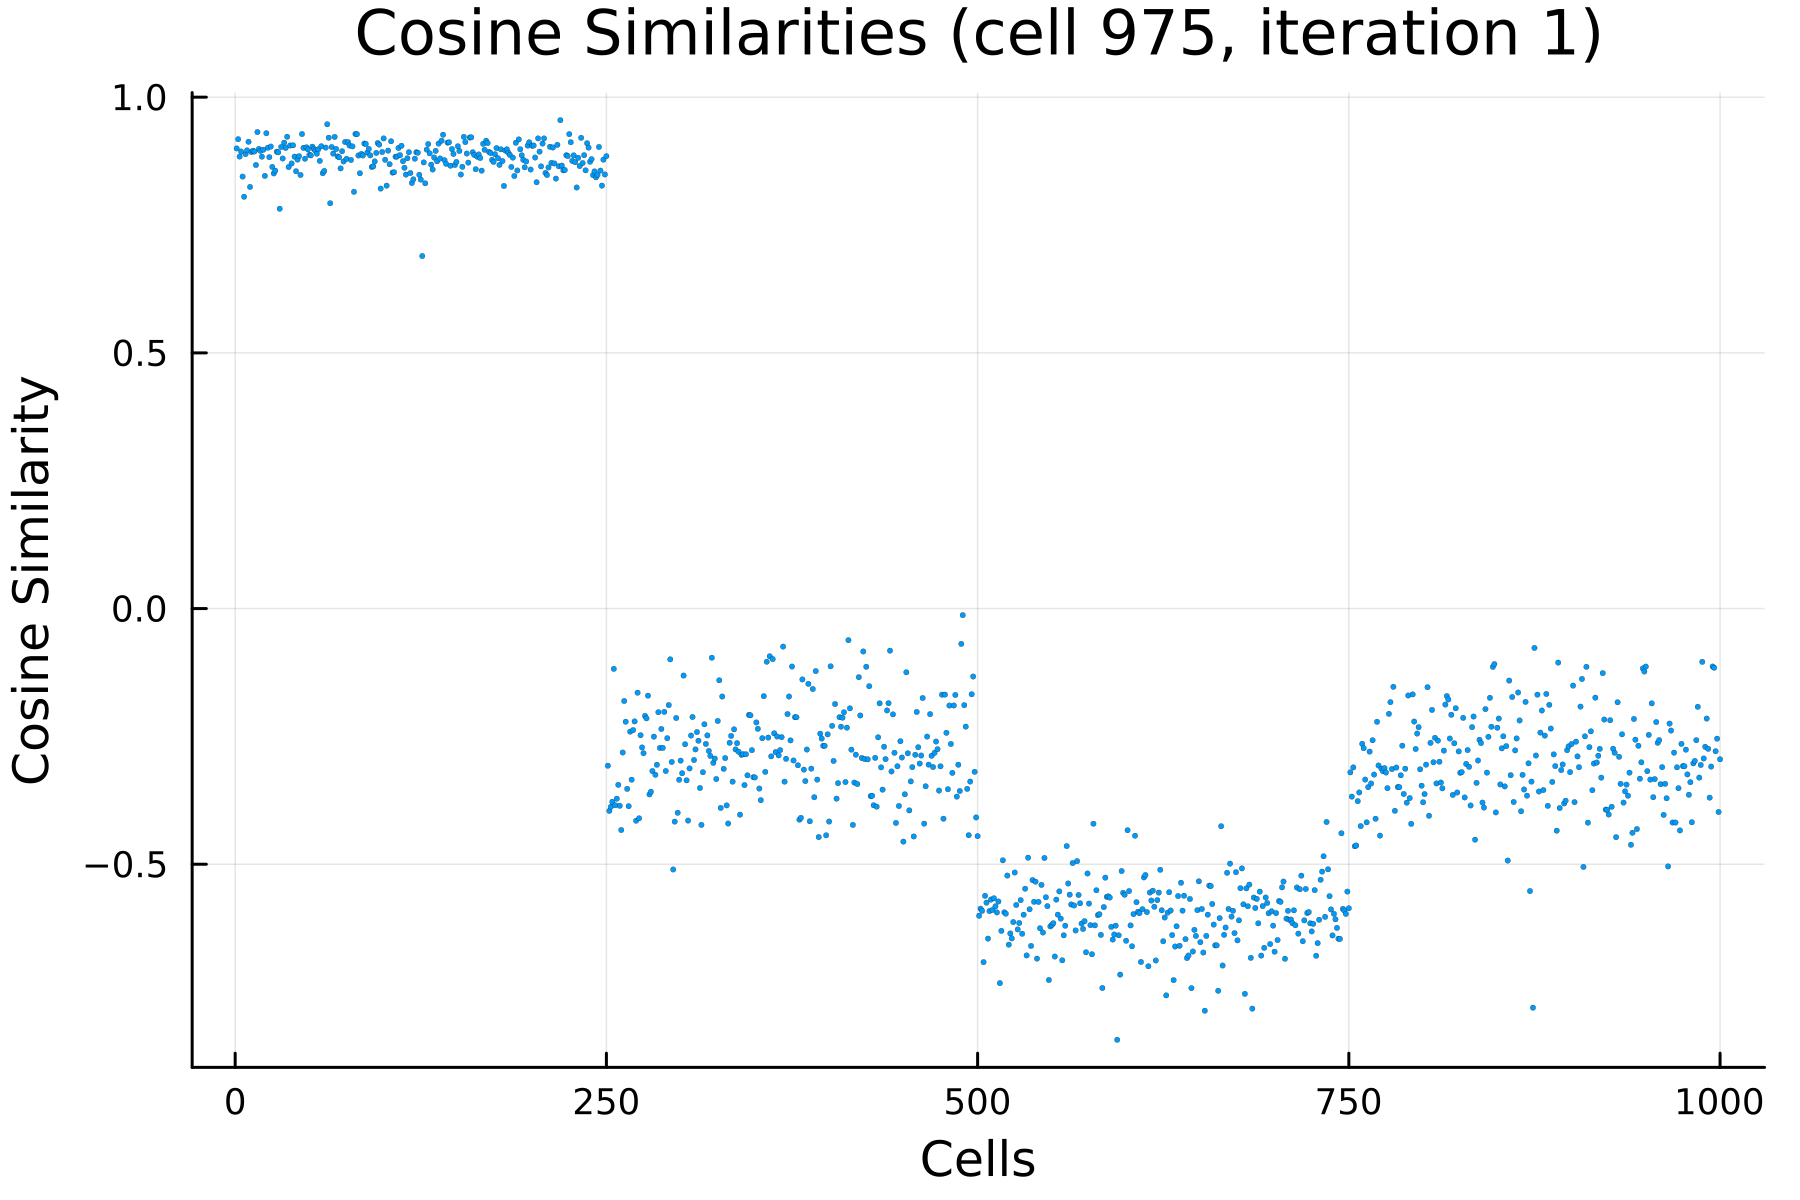 Cosine Similarities (cell 975, iteration 1)
1.0
0.5
0.0
−0.5
Cosine Similarity
0 250 500 750 1000
Cells